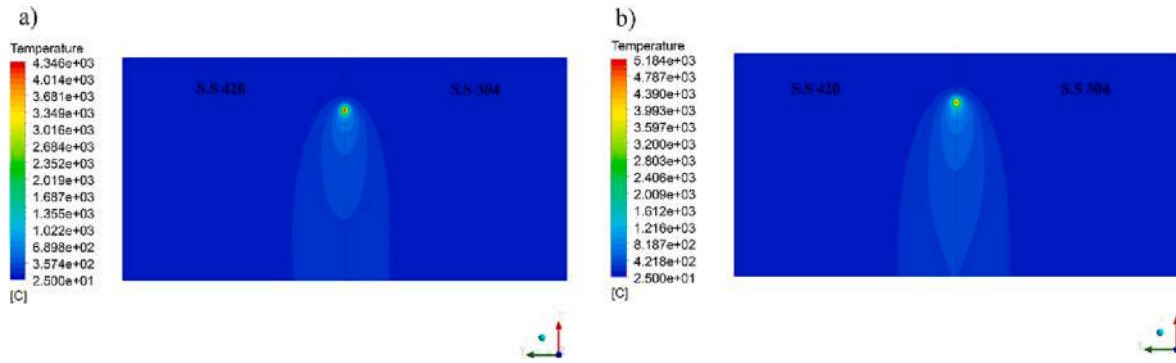 a)
Temperature
4.346e+03
4.014e+03
3.681e+03
3.349e+03
3.016e+03
2.684e+03
2.352e+03
2.019e+03
1.687e+03
1.355e+03
1.022e+03
6.898e+02
3.574e+02
2.500e+01
[C]
S.S 420
S.S 304
Y
b)
Temperature
5.184e+03
4.787e+03
4.390e+03
3.993e+03
3.597e+03
3.200e+03
2.803e+03
2.406e+03
2.009e+03
1.612e+03
1.216e+03
8.187e+02
4.218e+02
2.500e+01
[C]
S.S 420
S.S 304
Y